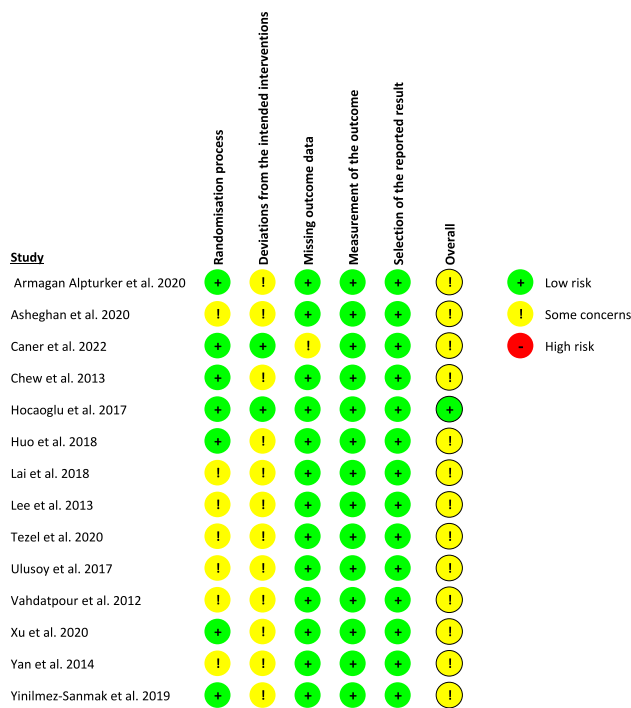 Randomisation process
Deviations from the intended interventions
Missing outcome data
Measurement of the outcome
Selection of the reported result
Overall
Study
Armagan Alpturker et al. 2020 + ! + + + !
Asheghan et al. 2020 ! ! + + + !
Caner et al. 2022 + + ! + + !
Chew et al. 2013 + ! + + + !
Hocaoglu et al. 2017 + + + + + +
Huo et al. 2018 + ! + + + !
Lai et al. 2018 ! ! + + + !
Lee et al. 2013 ! ! + + + !
Tezel et al. 2020 ! ! + + + !
Ulusoy et al. 2017 ! ! + + + !
Vahdatpour et al. 2012 ! ! + + + !
Xu et al. 2020 + ! + + + !
Yan et al. 2014 ! ! + + + !
Yinilmez-Sanmak et al. 2019 + ! + + + !
+ Low risk
! Some concerns
- High risk